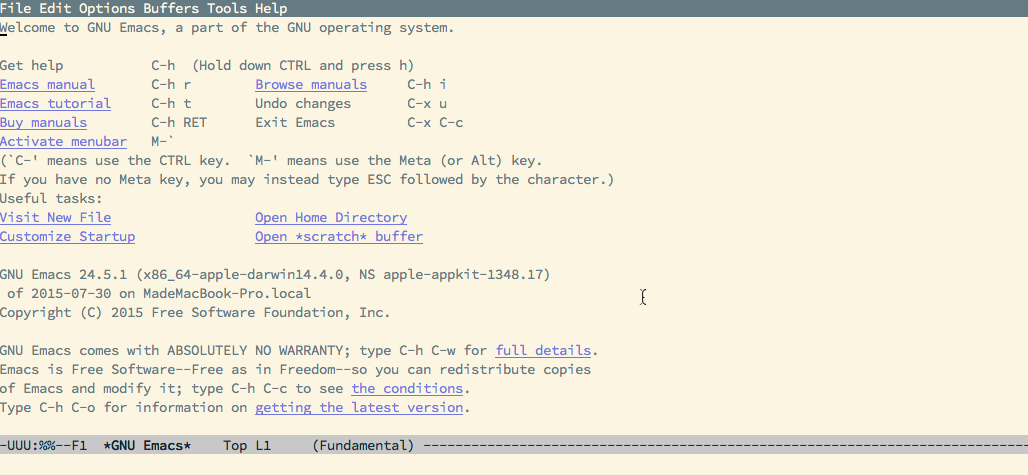 File Edit Options Buffers Tools Help
Welcome to GNU Emacs, a part of the GNU operating system.
Get help C-h (Hold down CTRL and press h)
Emacs manual C-h r Browse manuals C-h i
Emacs tutorial C-h t Undo changes C-x u
Buy manuals C-h RET Exit Emacs C-x C-c
Activate menubar M-`
(`C-' means use the CTRL key. `M-' means use the Meta (or Alt) key.
If you have no Meta key, you may instead type ESC followed by the character.)
Useful tasks:
Visit New File Open Home Directory
Customize Startup Open *scratch* buffer
GNU Emacs 24.5.1 (x86_64-apple-darwin14.4.0, NS apple-appkit-1348.17)
of 2015-07-30 on MadeMacBook-Pro.local
Copyright (C) 2015 Free Software Foundation, Inc.
GNU Emacs comes with ABSOLUTELY NO WARRANTY; type C-h C-w for full details.
Emacs is Free Software--Free as in Freedom--so you can redistribute copies
of Emacs and modify it; type C-h C-c to see the conditions.
Type C-h C-o for information on getting the latest version.
-UUU:%%--F1 *GNU Emacs* Top L1 (Fundamental) ----------------------------------------------------------------------------